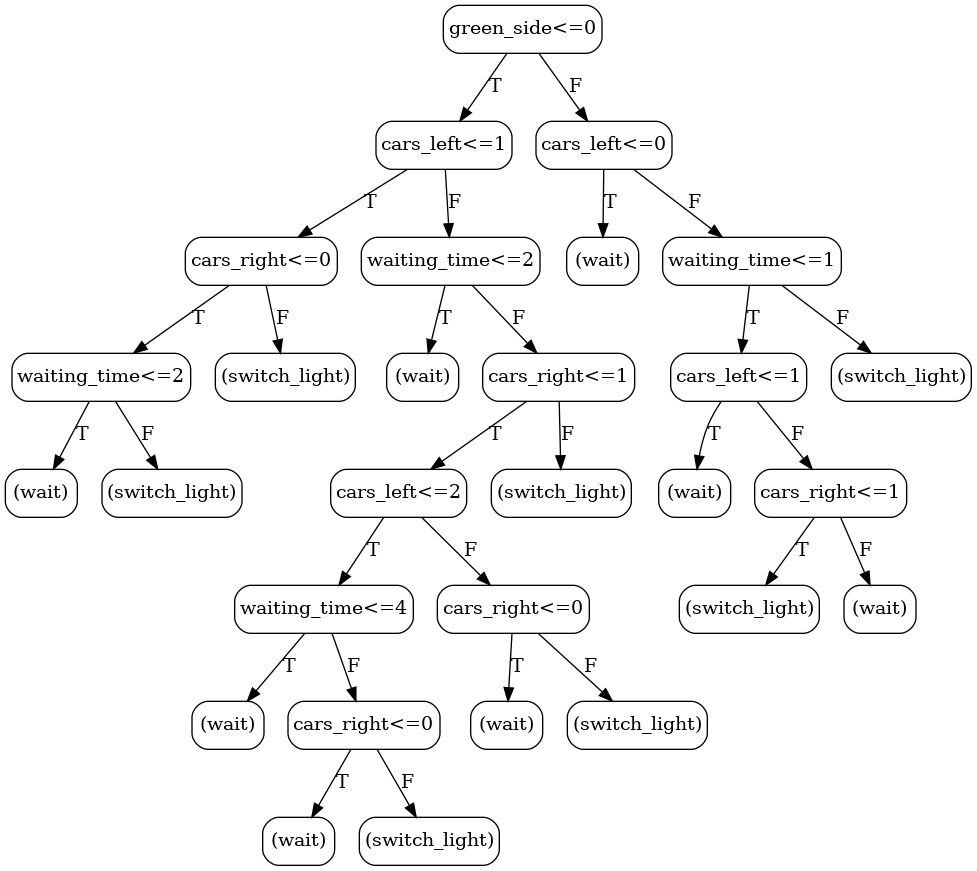 green_side<=0
T
F
cars_left<=1
cars_left<=0
T
F
T
F
cars_right<=0
waiting_time<=2
(wait)
waiting_time<=1
T
F
T
F
T
F
waiting_time<=2
(switch_light)
(wait)
cars_right<=1
cars_left<=1
(switch_light)
T
F
T
F
T
F
(wait)
(switch_light)
cars_left<=2
(switch_light)
(wait)
cars_right<=1
T
F
T
F
waiting_time<=4
cars_right<=0
(switch_light)
(wait)
T
F
T
F
(wait)
cars_right<=0
(wait)
(switch_light)
T
F
(wait)
(switch_light)